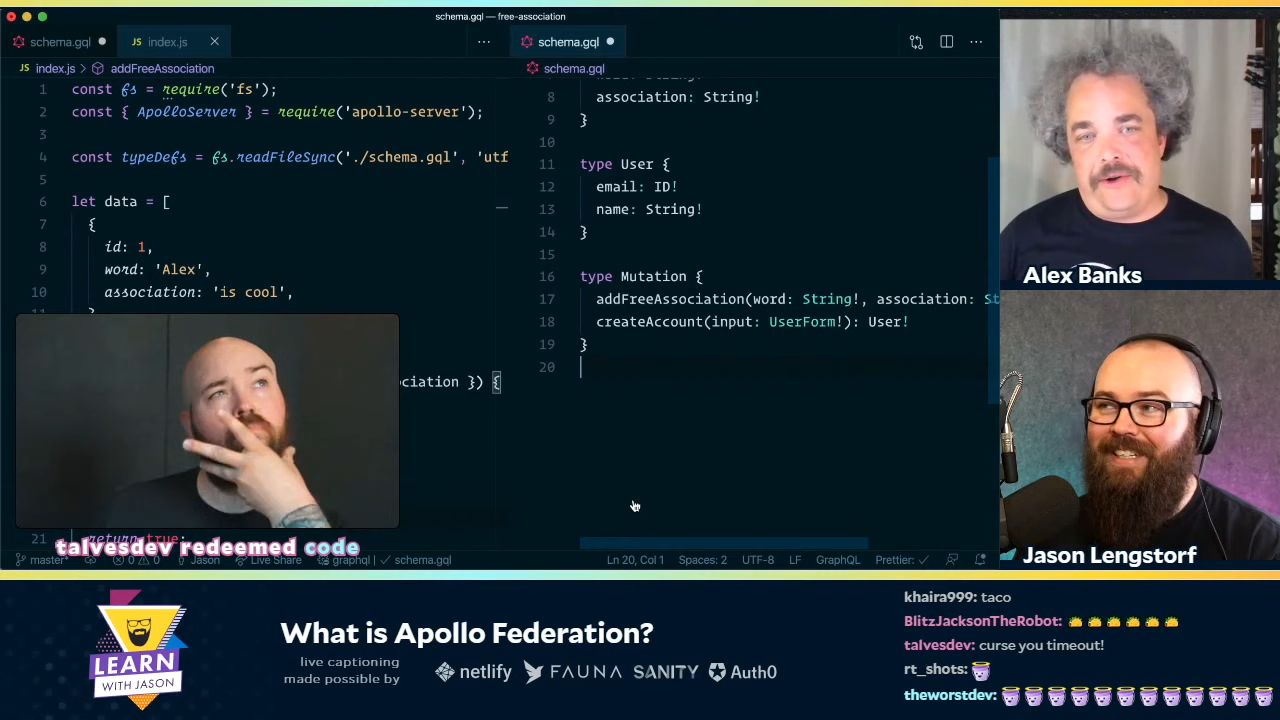 schema.gql — free-association
schema.gql
JS index.js
schema.gql
JS index.js > addFreeAssociation
schema.gql
1 const fs = require('fs');
2 const { ApolloServer } = require('apollo-server');
3
4 const typeDefs = fs.readFileSync('./schema.gql', 'utf
5
6 let data = [
7 {
8 id: 1,
9 word: 'Alex',
10 association: 'is cool',
ciation }) {
21 return true;
8 association: String!
9 }
10
11 type User {
12 email: ID!
13 name: String!
14 }
15
16 type Mutation {
17 addFreeAssociation(word: String!, association: St
18 createAccount(input: UserForm!): User!
19 }
20
talvesdev redeemed code
master* 0 0 Jason Live Share graphql | ✓ schema.gql
Ln 20, Col 1 Spaces: 2 UTF-8 LF GraphQL Prettier: ✓
Alex Banks
Jason Lengstorf
LEARN
WITH JASON
What is Apollo Federation?
live captioning
made possible by
netlify FAUNA SANITY Auth0
khaira999: taco
BlitzJacksonTheRobot: 🌮🌮🌮🌮🌮🌮
talvesdev: curse you timeout!
rt_shots:
theworstdev: